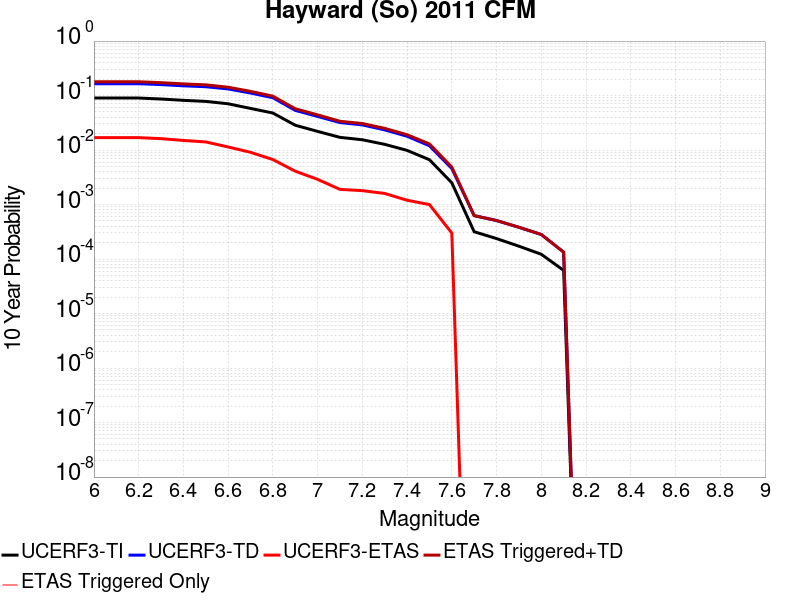 Hayward (So) 2011 CFM
10 0
10 -1
10 -2
10 -3
10 -4
10 -5
10 -6
10 -7
10 -8
10 Year Probability
6 6.2 6.4 6.6 6.8 7 7.2 7.4 7.6 7.8 8 8.2 8.4 8.6 8.8 9
Magnitude
UCERF3-TI UCERF3-TD UCERF3-ETAS ETAS Triggered+TD
ETAS Triggered Only